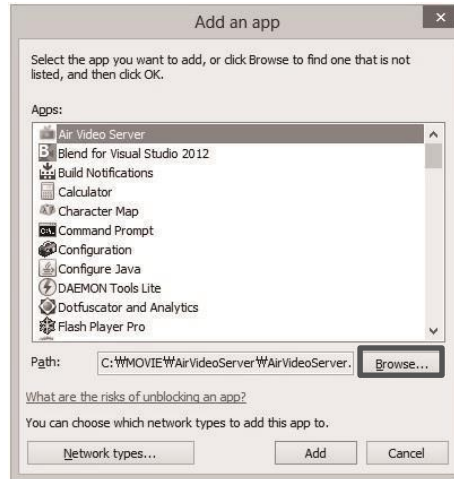 Add an app
Select the app you want to add, or click Browse to find one that is not
listed, and then click OK.
Apps:
Air Video Server
Blend for Visual Studio 2012
Build Notifications
Calculator
Character Map
Command Prompt
Configuration
Configure Java
DAEMON Tools Lite
Dotfuscator and Analytics
Flash Player Pro
Path: C:₩MOVIE₩AirVideoServer₩AirVideoServer. Browse...
What are the risks of unblocking an app?
You can choose which network types to add this app to.
Network types... Add Cancel